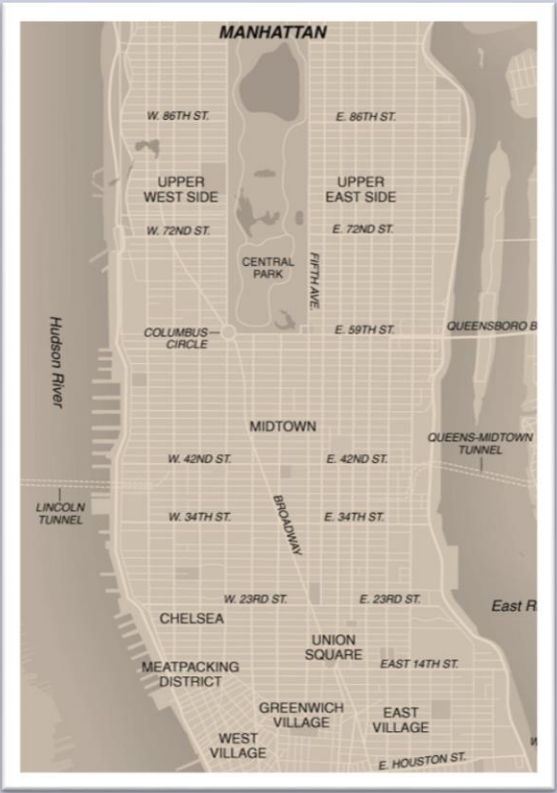 MANHATTAN
W. 86TH ST.
E. 86TH ST.
UPPER
WEST SIDE
UPPER
EAST SIDE
W. 72ND ST.
E. 72ND ST.
CENTRAL
PARK
FIFTH AVE.
COLUMBUS
CIRCLE
E. 59TH ST.
QUEENSBORO B
Hudson River
MIDTOWN
QUEENS-MIDTOWN
TUNNEL
W. 42ND ST.
E. 42ND ST.
LINCOLN
TUNNEL
W. 34TH ST.
BROADWAY
E. 34TH ST.
W. 23RD ST.
E. 23RD ST.
East R
CHELSEA
UNION
SQUARE
EAST 14TH ST.
MEATPACKING
DISTRICT
GREENWICH
VILLAGE
EAST
VILLAGE
WEST
VILLAGE
W
E. HOUSTON ST.